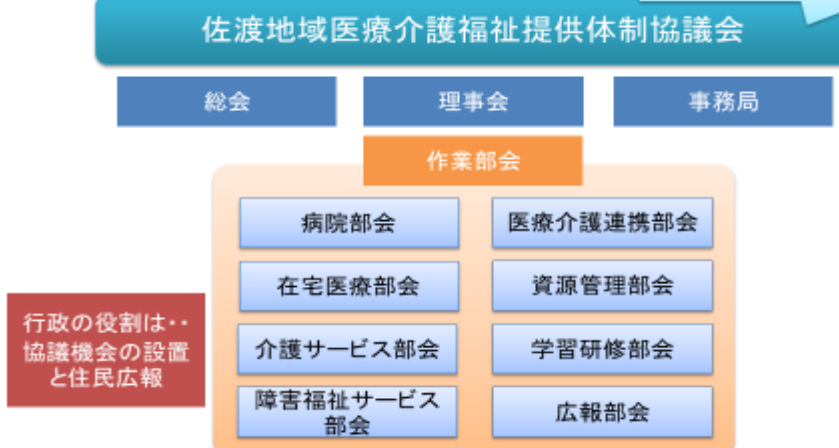 佐渡地域医療介護福祉提供体制協議会
総会
理事会
事務局
作業部会
病院部会
医療介護連携部会
在宅医療部会
資源管理部会
介護サービス部会
学習研修部会
障害福祉サービス
部会
広報部会
行政の役割は‥
協議機会の設置
と住民広報